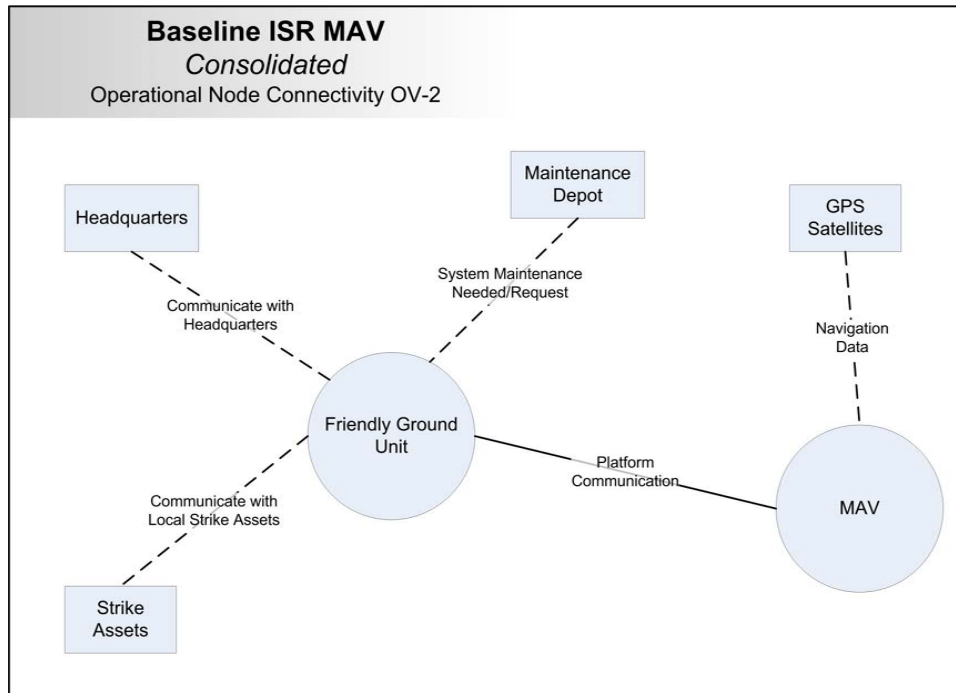 Baseline ISR MAV
Consolidated
Operational Node Connectivity OV-2
Headquarters
Maintenance
Depot
GPS
Satellites
Communicate with
Headquarters
System Maintenance
Needed/Request
Navigation
Data
Friendly Ground
Unit
Platform
Communication
MAV
Communicate with
Local Strike Assets
Strike
Assets